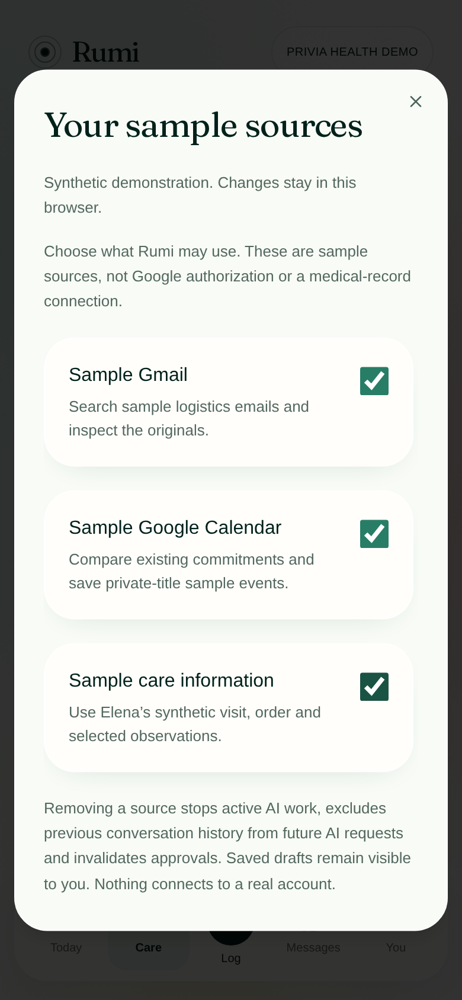 Rumi
PRIVIA HEALTH DEMO
Your sample sources
Synthetic demonstration. Changes stay in this
browser.
Choose what Rumi may use. These are sample
sources, not Google authorization or a medical-record
connection.
Sample Gmail
Search sample logistics emails and
inspect the originals.
Sample Google Calendar
Compare existing commitments and
save private-title sample events.
Sample care information
Use Elena’s synthetic visit, order and
selected observations.
Removing a source stops active AI work, excludes
previous conversation history from future AI requests
and invalidates approvals. Saved drafts remain visible
to you. Nothing connects to a real account.
Today
Care
Log
Messages
You